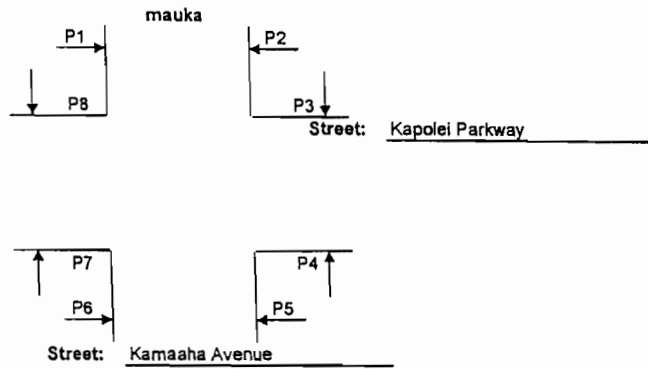 mauka
P1 P2
P8 P3
Street: Kapolei Parkway
P7 P4
P6 P5
Street: Kamaaha Avenue